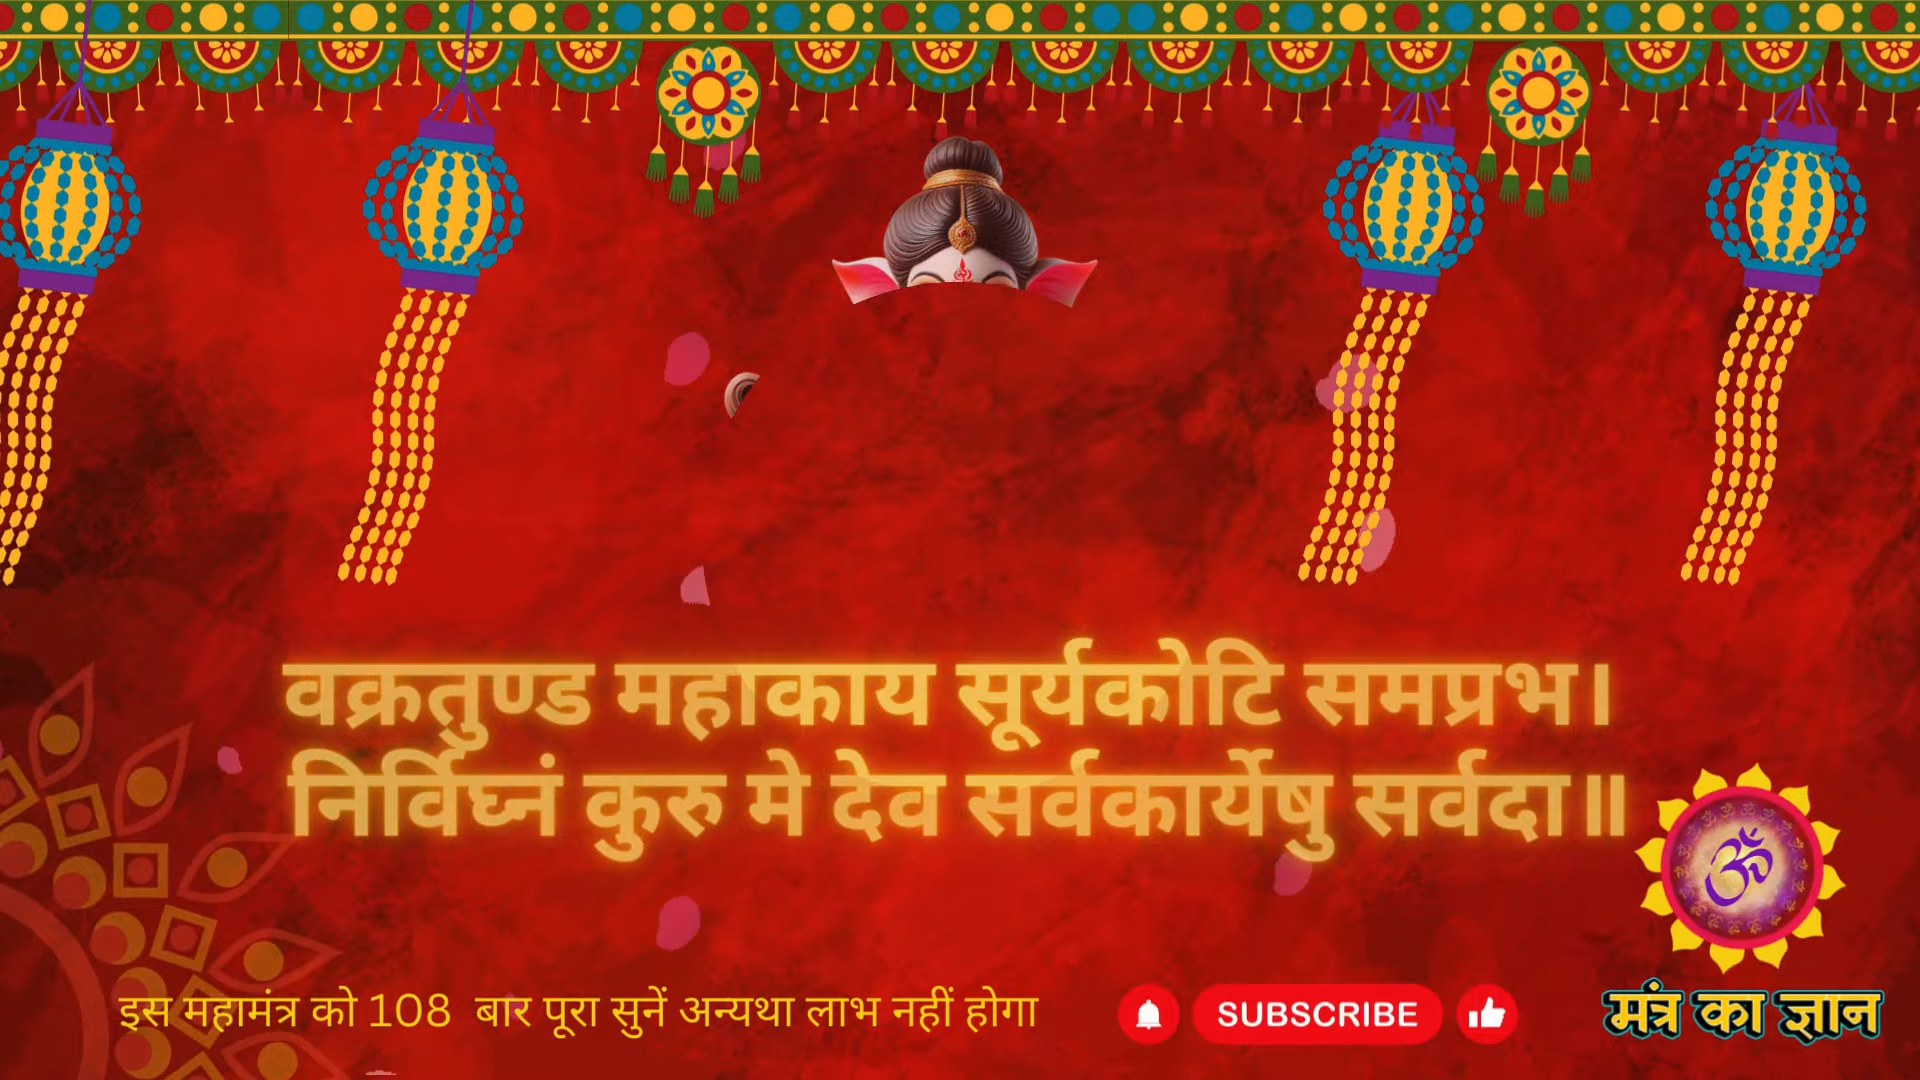 वक्रतुण्ड महाकाय सूर्यकोटि समप्रभ।
निर्विघ्नं कुरु मे देव सर्वकार्येषु सर्वदा॥
ॐ
इस महामंत्र को 108 बार पूरा सुनें अन्यथा लाभ नहीं होगा
SUBSCRIBE
मंत्र का ज्ञान